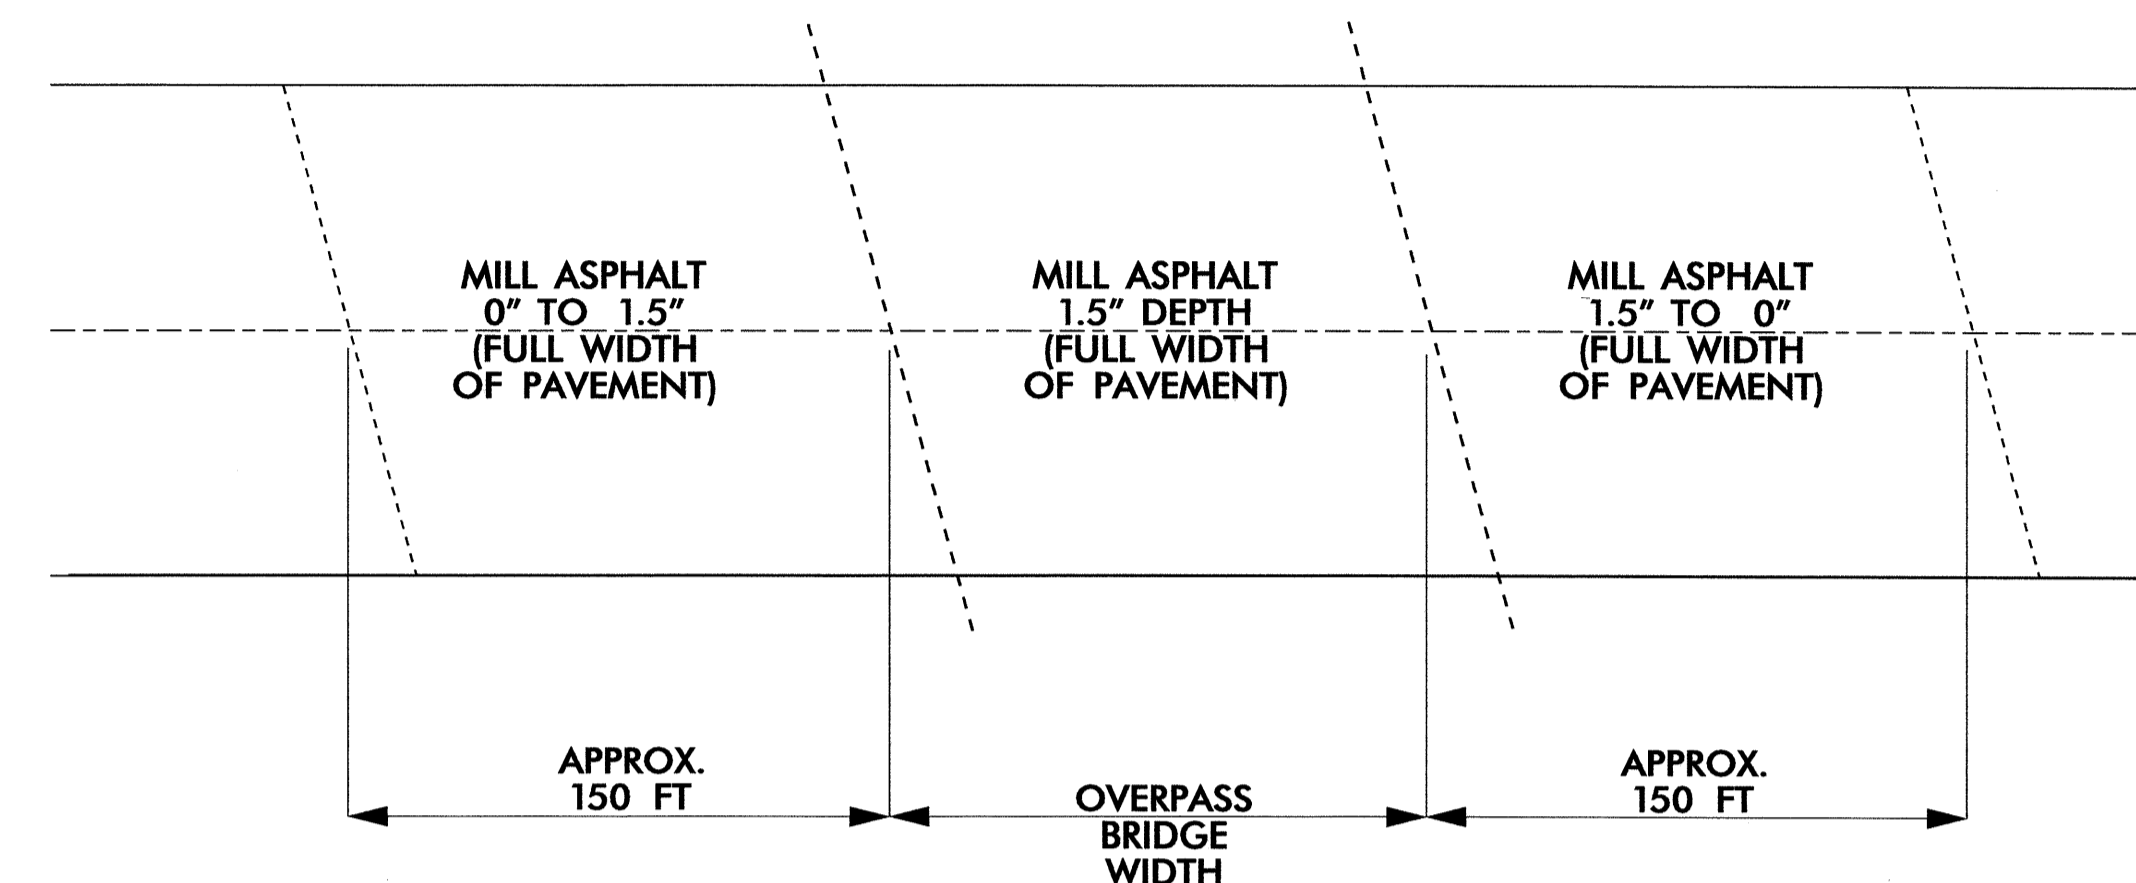 MILL ASPHALT
0" TO 1.5"
(FULL WIDTH
OF PAVEMENT)
MILL ASPHALT
1.5" DEPTH
(FULL WIDTH
OF PAVEMENT)
MILL ASPHALT
1.5" TO 0"
(FULL WIDTH
OF PAVEMENT)
APPROX.
150 FT
OVERPASS
BRIDGE
WIDTH
APPROX.
150 FT